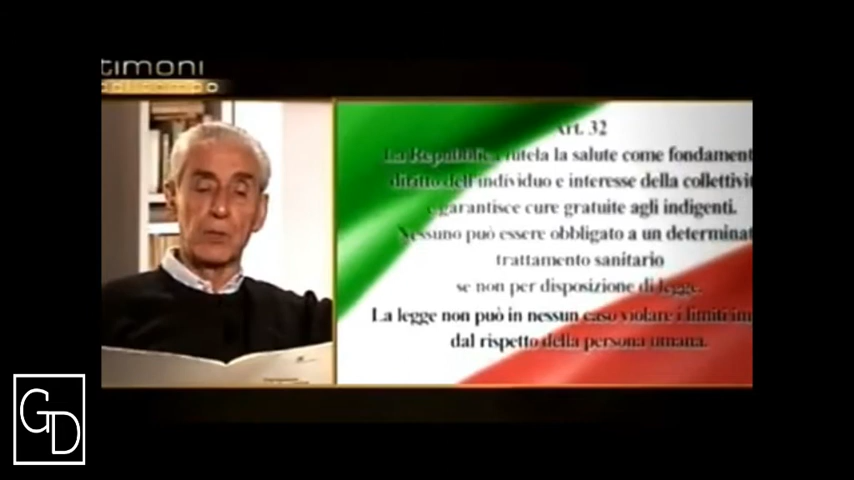 timoni
Art. 32
La Repubblica tutela la salute come fondament
diritto dell'individuo e interesse della collettivit
e garantisce cure gratuite agli indigenti.
Nessuno può essere obbligato a un determinat
trattamento sanitario
se non per disposizione di legge.
La legge non può in nessun caso violare i limiti im
dal rispetto della persona umana.
GD